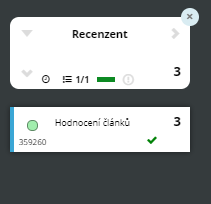 Recenzent
1/1
3
Hodnocení článků
3
359260